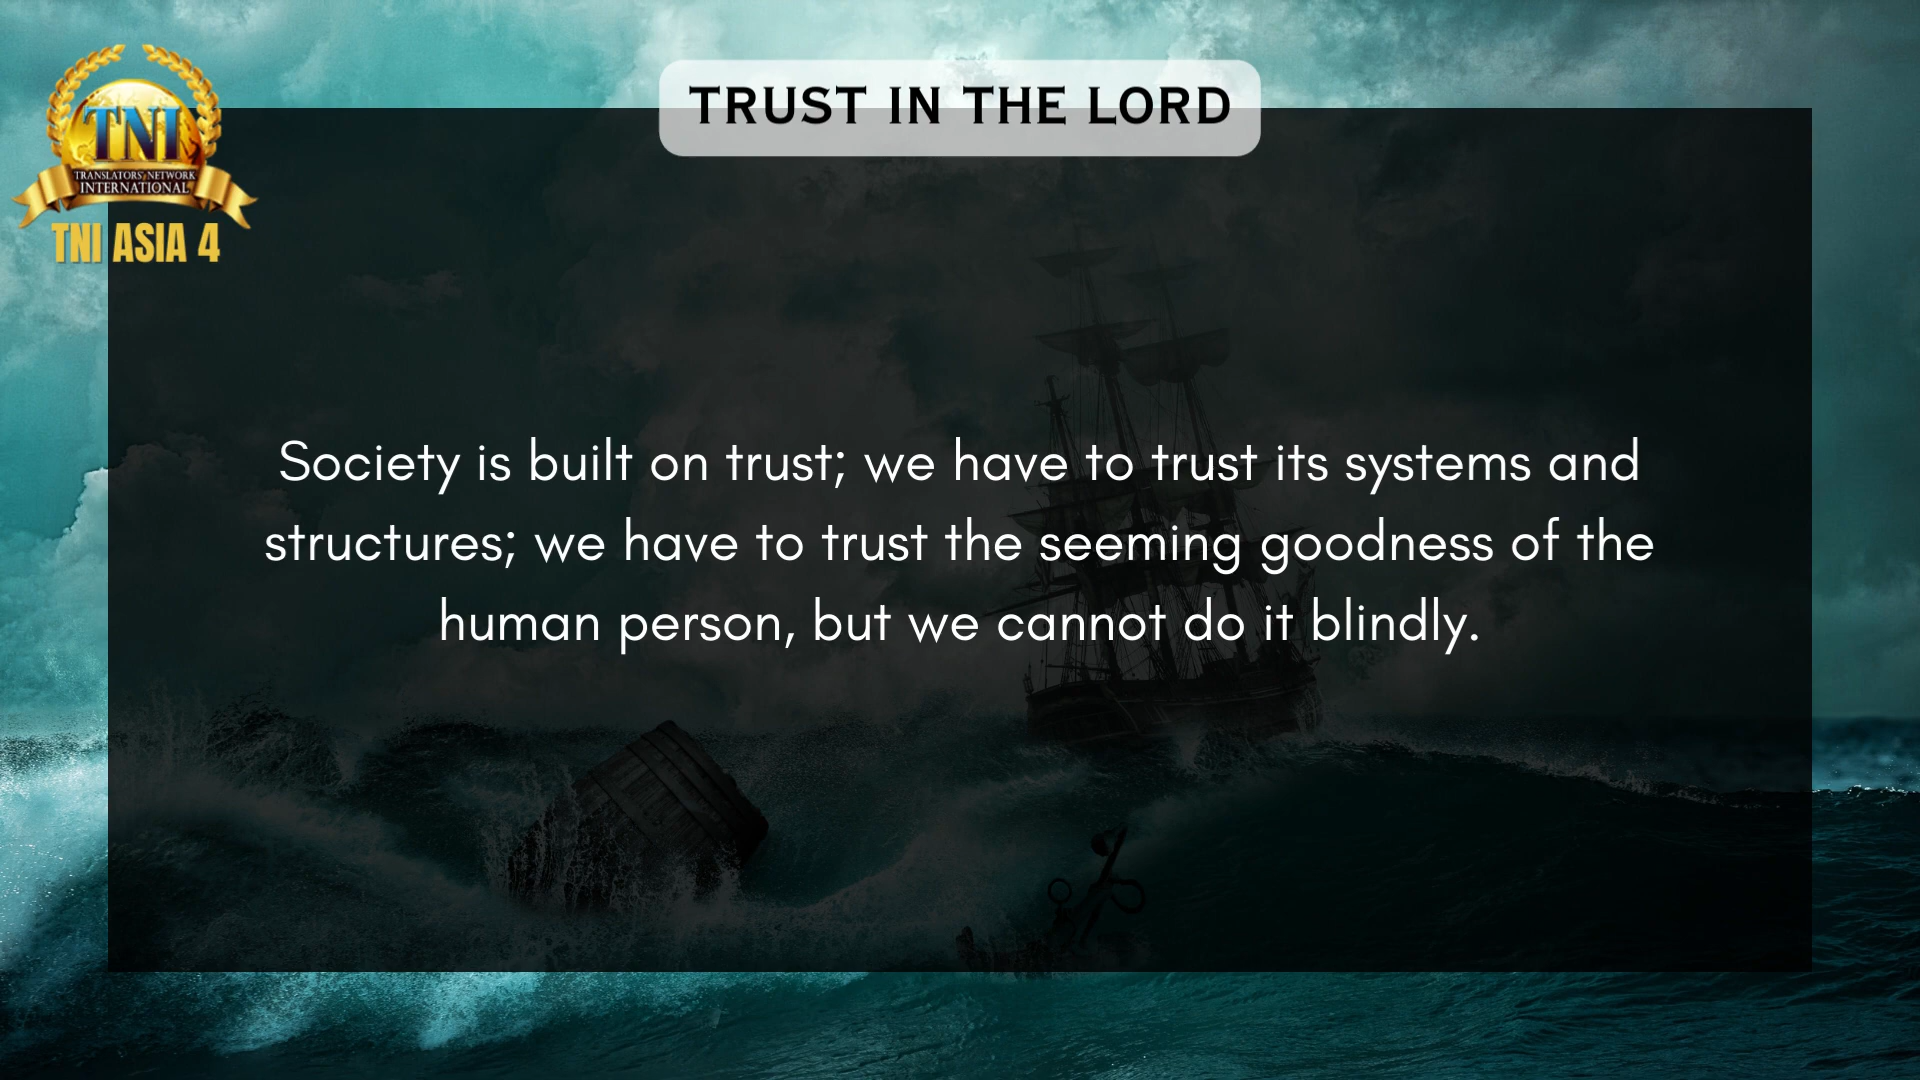 TNI
TRANSLATORS' NETWORK
INTERNATIONAL
TNI ASIA 4
TRUST IN THE LORD
Society is built on trust; we have to trust its systems and
structures; we have to trust the seeming goodness of the
human person, but we cannot do it blindly.